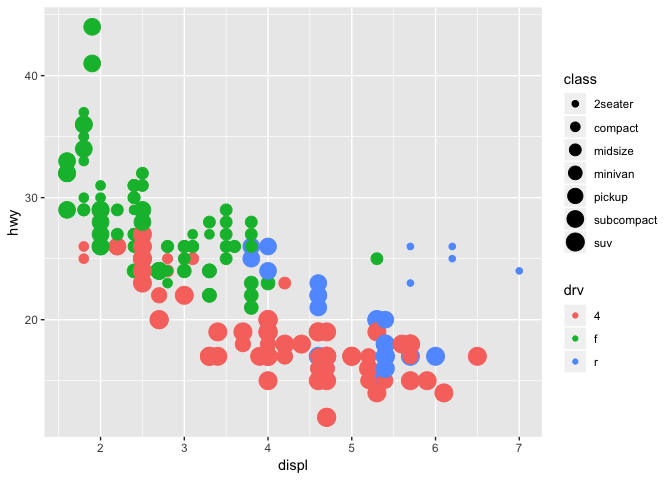 class
2seater
compact
midsize
minivan
pickup
subcompact
suv
drv
4
f
r
40
30
20
hwy
2 3 4 5 6 7
displ